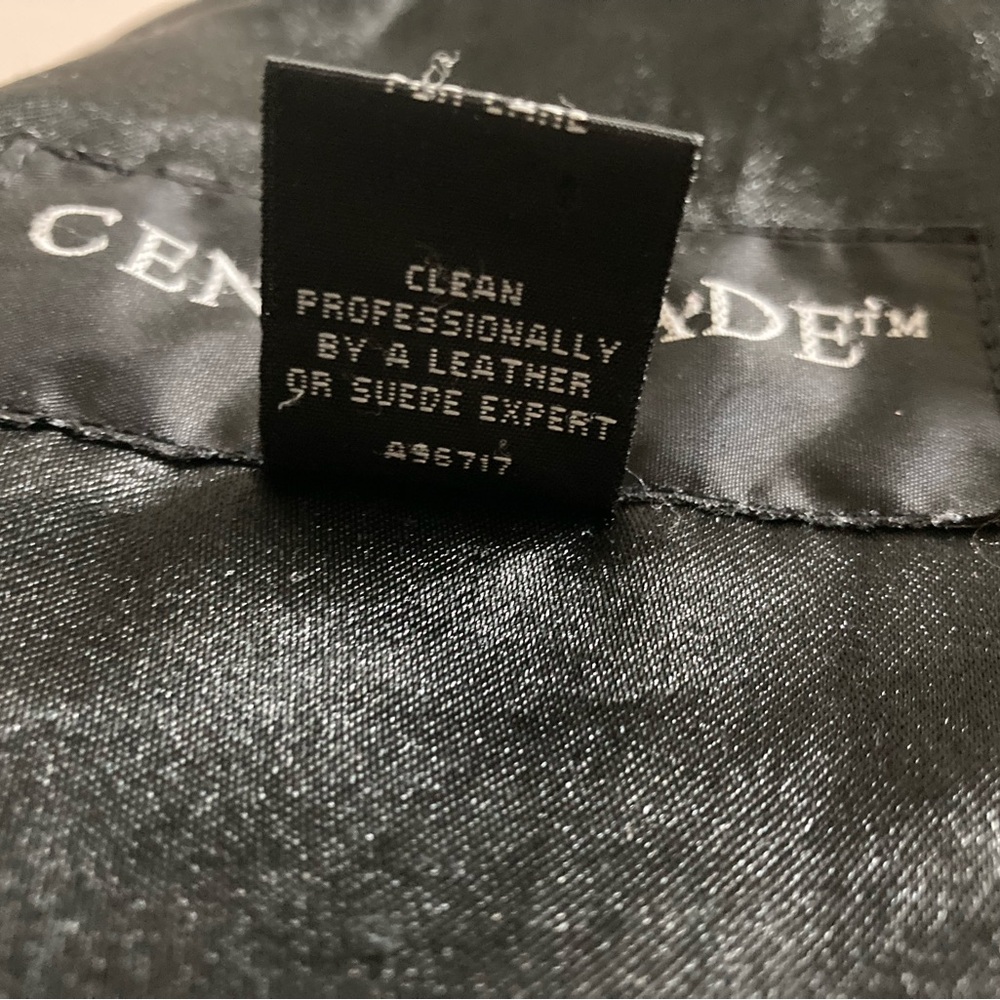 CLEAN
PROFESSIONALLY
BY A LEATHER
OR SUEDE EXPERT
A96717